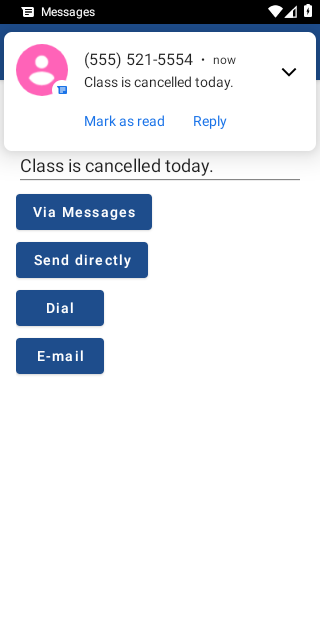 Messages
(555) 521-5554 • now
Class is cancelled today.
Mark as read Reply
Class is cancelled today.
Via Messages
Send directly
Dial
E-mail